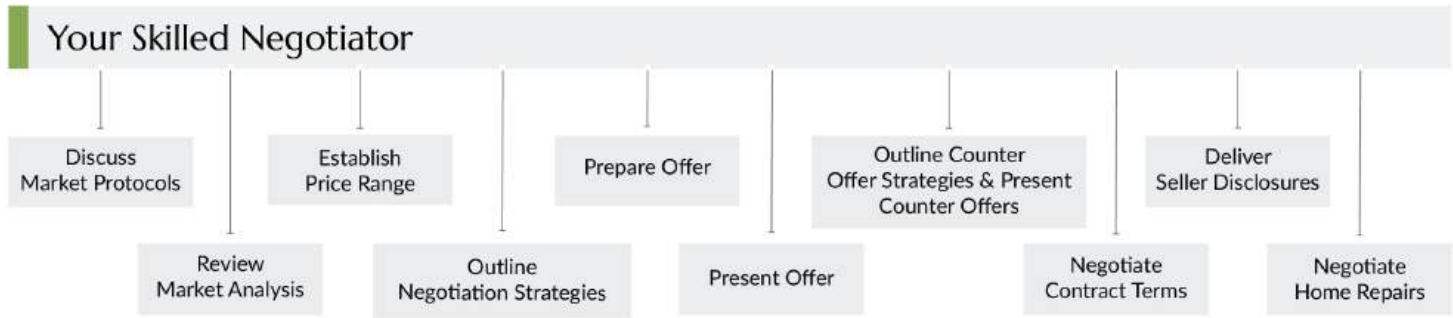 Your Skilled Negotiator
Discuss
Market Protocols
Review
Market Analysis
Establish
Price Range
Outline
Negotiation Strategies
Prepare Offer
Present Offer
Outline Counter
Offer Strategies & Present
Counter Offers
Negotiate
Contract Terms
Deliver
Seller Disclosures
Negotiate
Home Repairs